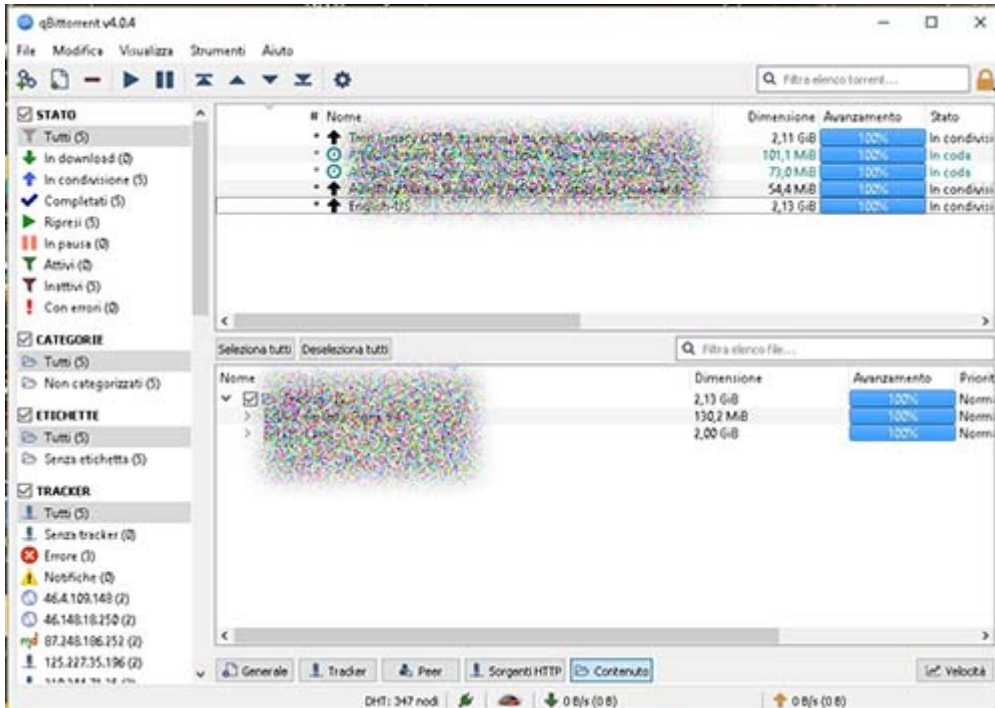 qBittorrent v4.0.4
File Modifica Visualizza Strumenti Aiuto
Filtra elenco torrent...
STATO
Tutti (5)
In download (0)
In condivisione (5)
Completati (5)
Ripresi (5)
In pausa (0)
Attivi (0)
Inattivi (5)
Con errori (0)
CATEGORIE
Tutti (5)
Non categorizzati (5)
ETICHETTE
Tutti (5)
Senza etichetta (5)
TRACKER
Tutti (5)
Senza tracker (0)
Errore (3)
Notifiche (0)
46.4.109.148 (2)
46.148.18.250 (2)
87.248.186.252 (2)
125.227.35.196 (2)
# Nome Dimensione Avanzamento Stato
* 2,11 GiB 100% In condivisi
* 101,1 MiB 100% In coda
* 73,0 MiB 100% In coda
* 54,4 MiB 100% In condivisi
* English-US 2,13 GiB 100% In condivisi
Seleziona tutti Deseleziona tutti Filtra elenco file...
Nome Dimensione Avanzamento Priorit
2,13 GiB 100% Norma
130,2 MiB 100% Norma
2,00 GiB 100% Norma
Generale Tracker Peer Sorgenti HTTP Contenuto Velocità
DHT: 347 nodi 0 B/s (0 B) 0 B/s (0 B)